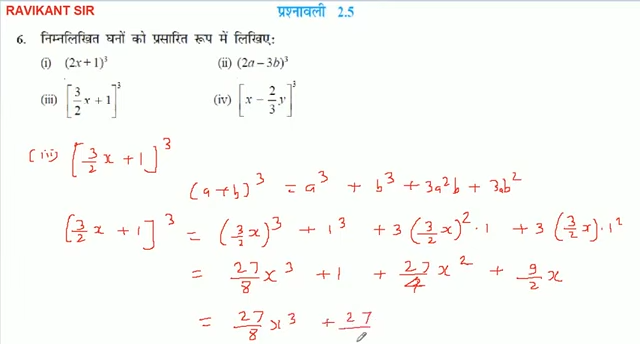 RAVIKANT SIR
प्रश्नावली 2.5
6. निम्नलिखित घनों को प्रसारित रूप में लिखिए:
(i) (2x+1)³ (ii) (2a−3b)³
(iii) [3/2 x+1]³ (iv) [x−2/3 y]³
(iii) [3/2 x + 1]³
(a+b)³ = a³ + b³ + 3a²b + 3ab²
[3/2 x + 1]³ = (3/2 x)³ + 1³ + 3(3/2 x)²·1 + 3(3/2 x)·1²
= 27/8 x³ + 1 + 27/4 x² + 9/2 x
= 27/8 x³ + 27/